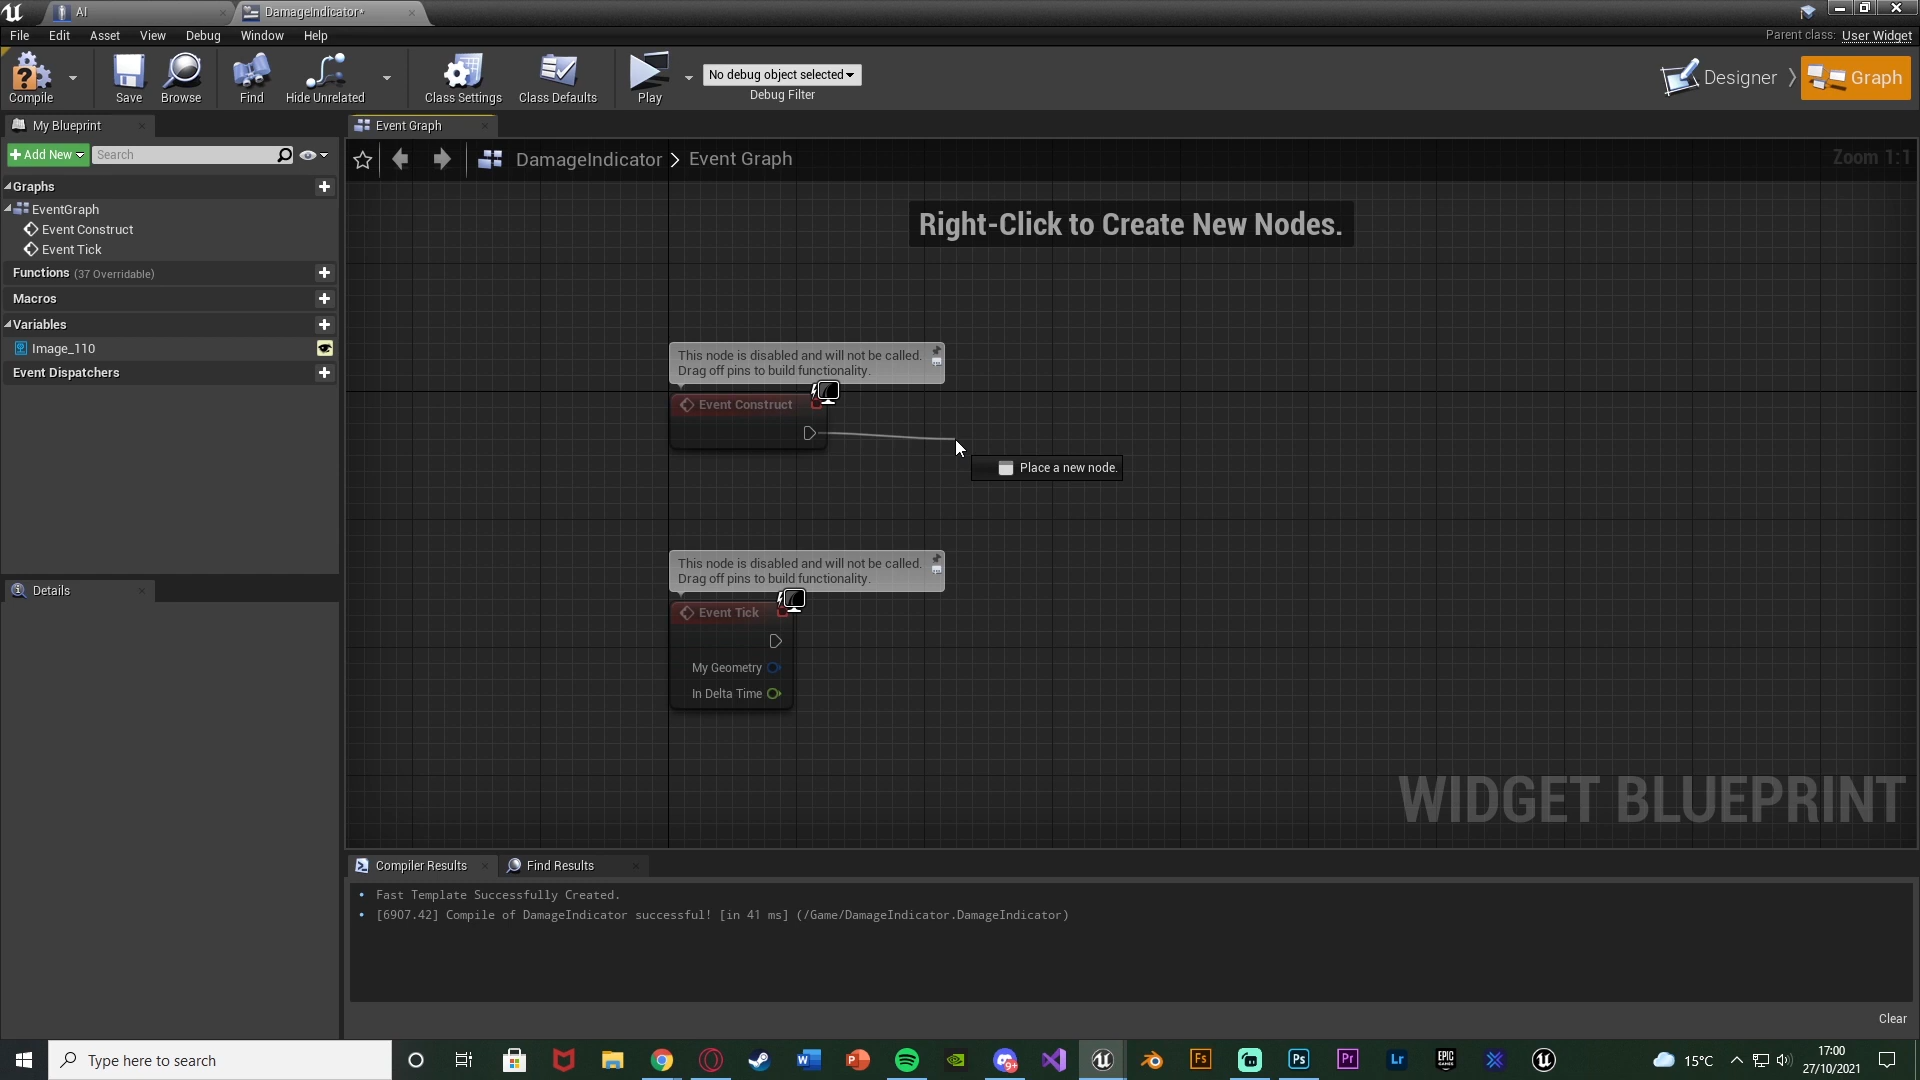 AI
DamageIndicator*
File Edit Asset View Debug Window Help
Parent class: User Widget
Compile
Save
Browse
Find
Hide Unrelated
Class Settings
Class Defaults
Play
No debug object selected
Debug Filter
Designer
Graph
My Blueprint
Add New
Search
Graphs
EventGraph
Event Construct
Event Tick
Functions (37 Overridable)
Macros
Variables
Image_110
Event Dispatchers
Details
Event Graph
DamageIndicator > Event Graph
Zoom 1:1
Right-Click to Create New Nodes.
This node is disabled and will not be called.
Drag off pins to build functionality.
Event Construct
Place a new node.
This node is disabled and will not be called.
Drag off pins to build functionality.
Event Tick
My Geometry
In Delta Time
WIDGET BLUEPRINT
Compiler Results
Find Results
Fast Template Successfully Created.
[6907.42] Compile of DamageIndicator successful! [in 41 ms] (/Game/DamageIndicator.DamageIndicator)
Clear
Type here to search
9+
Fs
Ps
Pr
Lr
EPIC
GAMES
15°C
17:00
27/10/2021